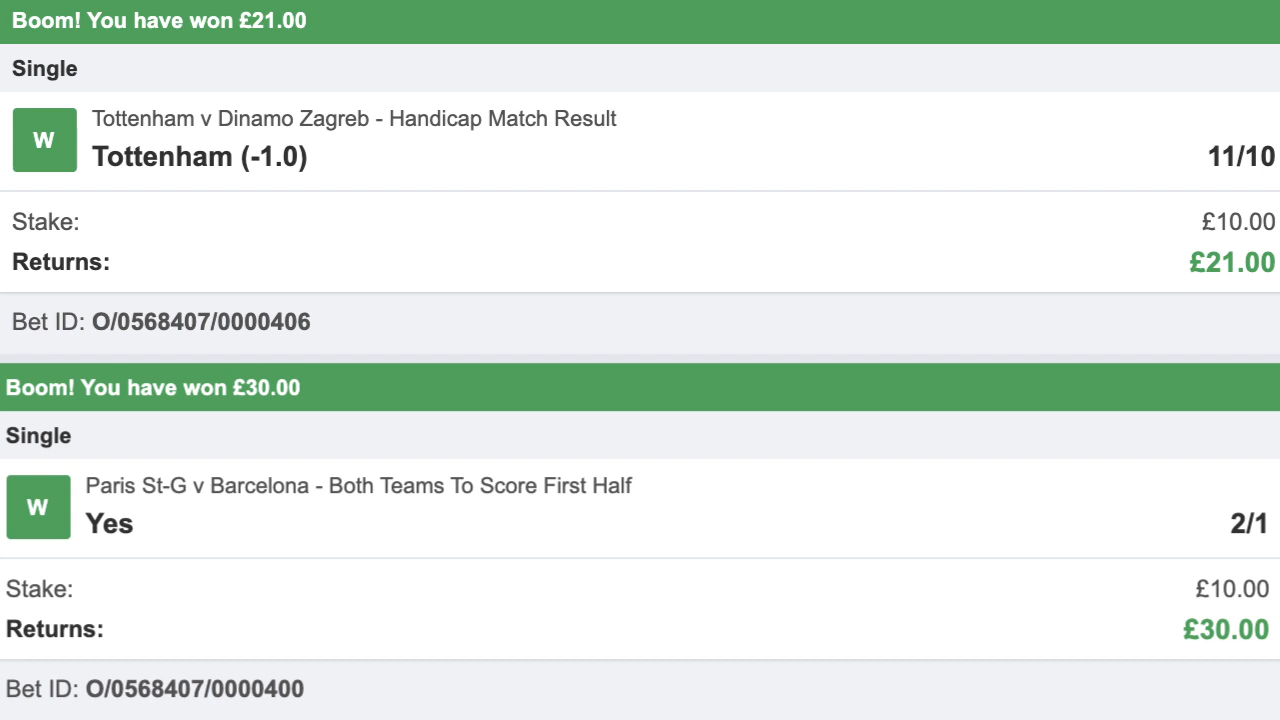 Boom! You have won £21.00
Single
W
Tottenham v Dinamo Zagreb - Handicap Match Result
Tottenham (-1.0)
11/10
Stake:
£10.00
Returns:
£21.00
Bet ID: O/0568407/0000406
Boom! You have won £30.00
Single
W
Paris St-G v Barcelona - Both Teams To Score First Half
Yes
2/1
Stake:
£10.00
Returns:
£30.00
Bet ID: O/0568407/0000400